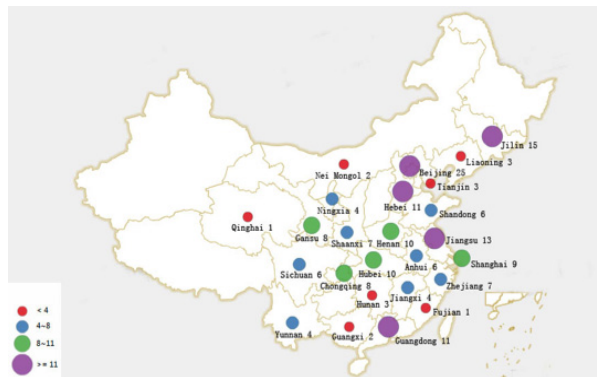 Jilin 15
Liaoning 3
Beijing 25
Nei Mongol 2
Tianjin 3
Hebei 11
Ningxia 4
Shandong 6
Qinghai 1
Gansu 8
Shaanxi 7
Henan 10
Jiangsu 13
Shanghai 9
Anhui 6
Sichuan 6
Hubei 10
Chongqing 8
Zhejiang 7
Jiangxi 4
Hunan 3
Fujian 1
Yunnan 4
Guangxi 2
Guangdong 11
< 4
4~8
8~11
>= 11